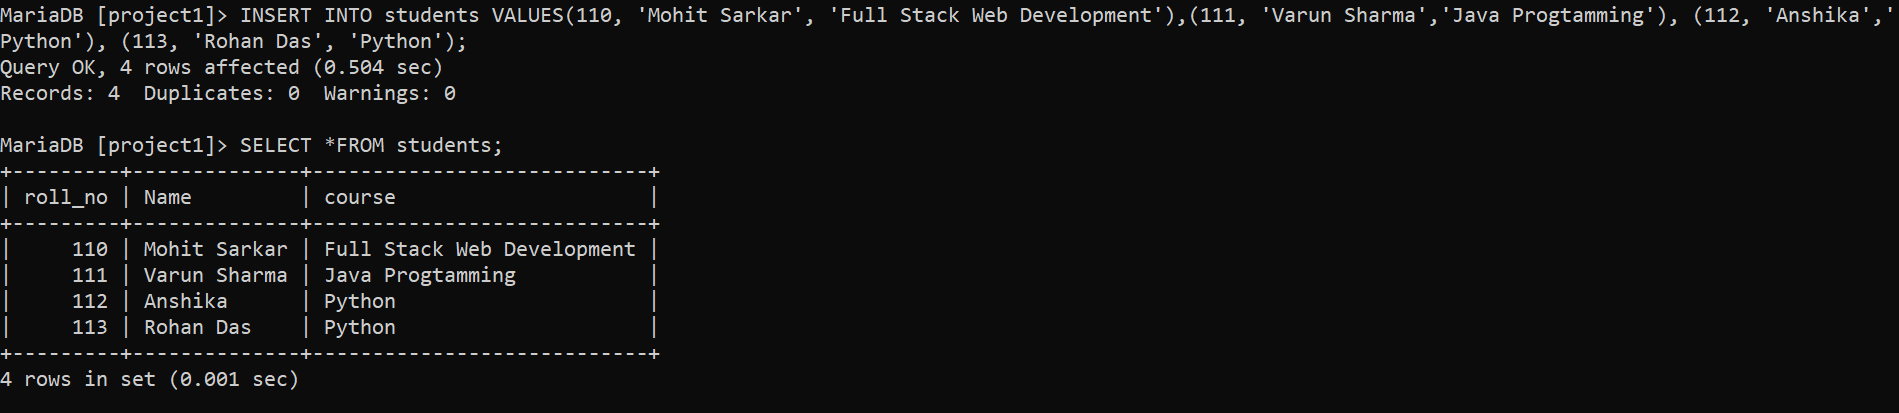 MariaDB [project1]> INSERT INTO students VALUES(110, 'Mohit Sarkar', 'Full Stack Web Development'),(111, 'Varun Sharma','Java Progtamming'), (112, 'Anshika','
Python'), (113, 'Rohan Das', 'Python');
Query OK, 4 rows affected (0.504 sec)
Records: 4  Duplicates: 0  Warnings: 0

MariaDB [project1]> SELECT *FROM students;
+---------+--------------+----------------------------+
| roll_no | Name         | course                     |
+---------+--------------+----------------------------+
|     110 | Mohit Sarkar | Full Stack Web Development |
|     111 | Varun Sharma | Java Progtamming           |
|     112 | Anshika      | Python                     |
|     113 | Rohan Das    | Python                     |
+---------+--------------+----------------------------+
4 rows in set (0.001 sec)